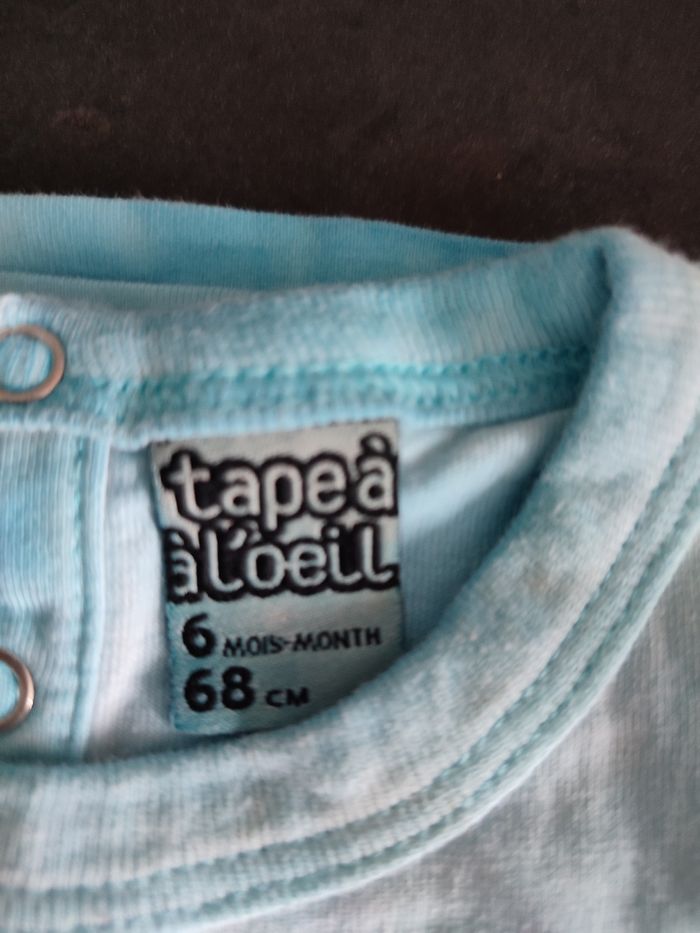 tape à
à l'oeil
6 MOIS-MONTH
68 CM